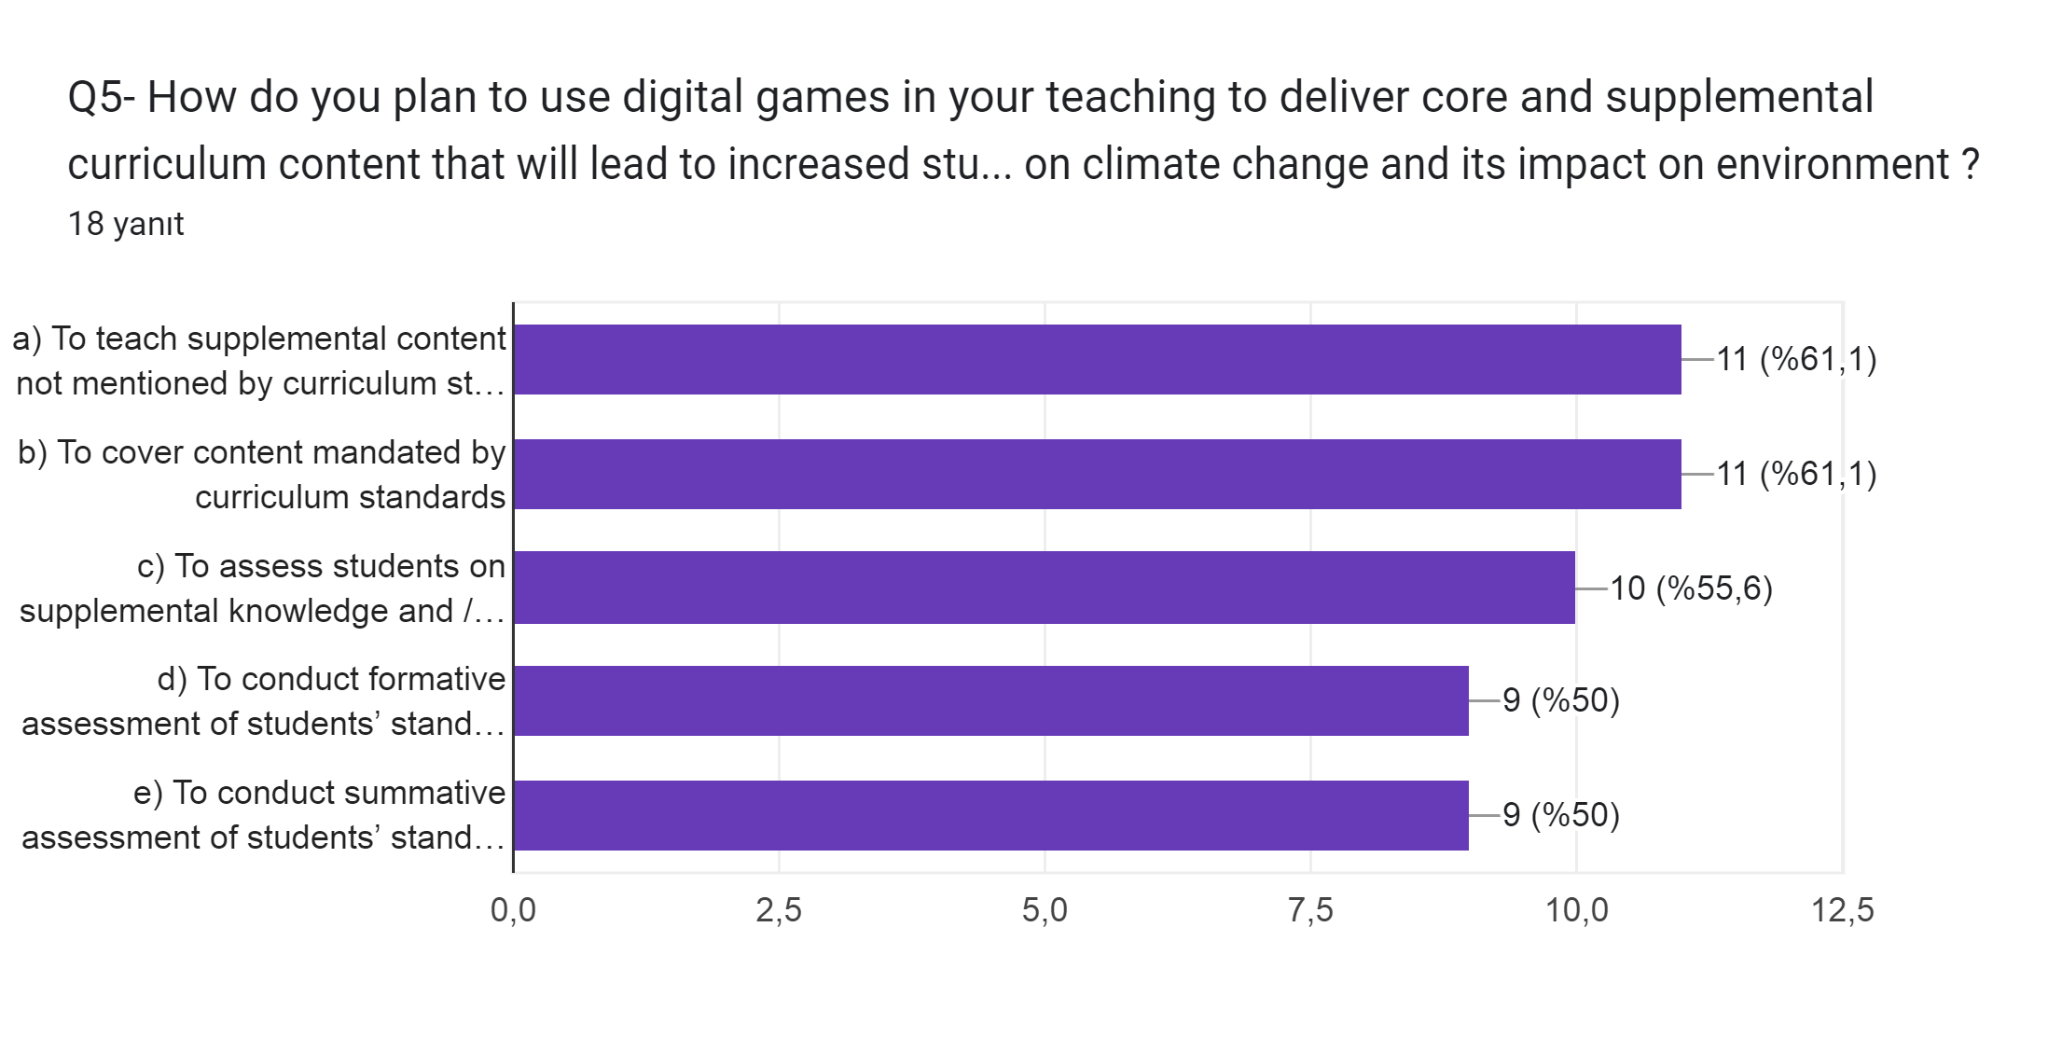 Q5- How do you plan to use digital games in your teaching to deliver core and supplemental
curriculum content that will lead to increased stu... on climate change and its impact on environment ?
18 yanıt
a) To teach supplemental content
not mentioned by curriculum st…
11 (%61,1)
b) To cover content mandated by
curriculum standards
11 (%61,1)
c) To assess students on
supplemental knowledge and /…
10 (%55,6)
d) To conduct formative
assessment of students’ stand…
9 (%50)
e) To conduct summative
assessment of students’ stand…
9 (%50)
0,0 2,5 5,0 7,5 10,0 12,5